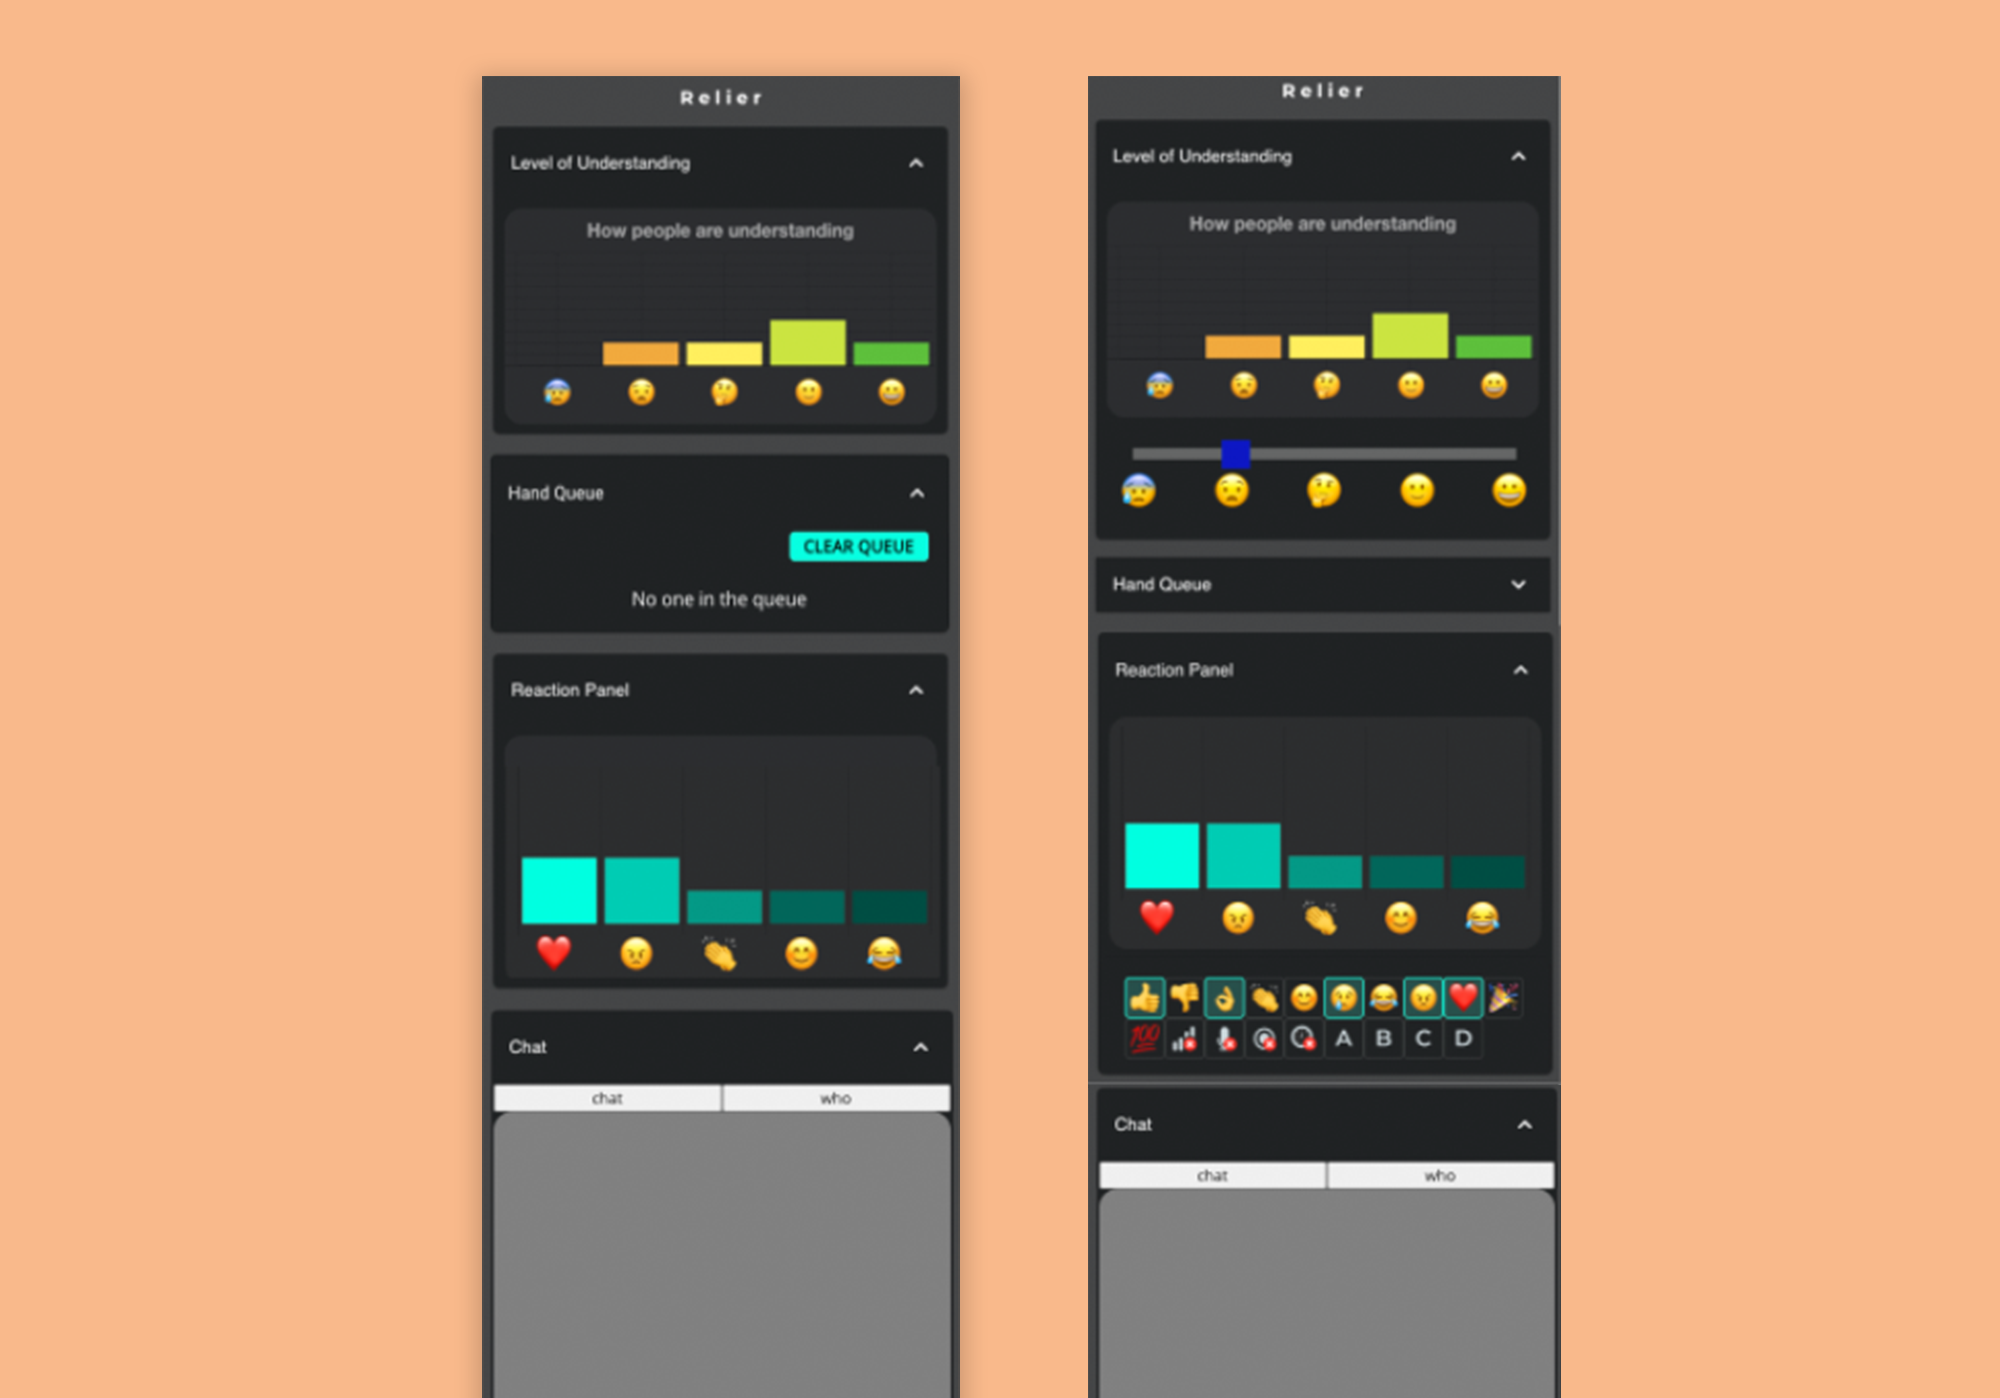 Relier
Level of Understanding
How people are understanding
Hand Queue
CLEAR QUEUE
No one in the queue
Reaction Panel
Chat
chat who
Relier
Level of Understanding
How people are understanding
Hand Queue
Reaction Panel
100 A B C D
Chat
chat who